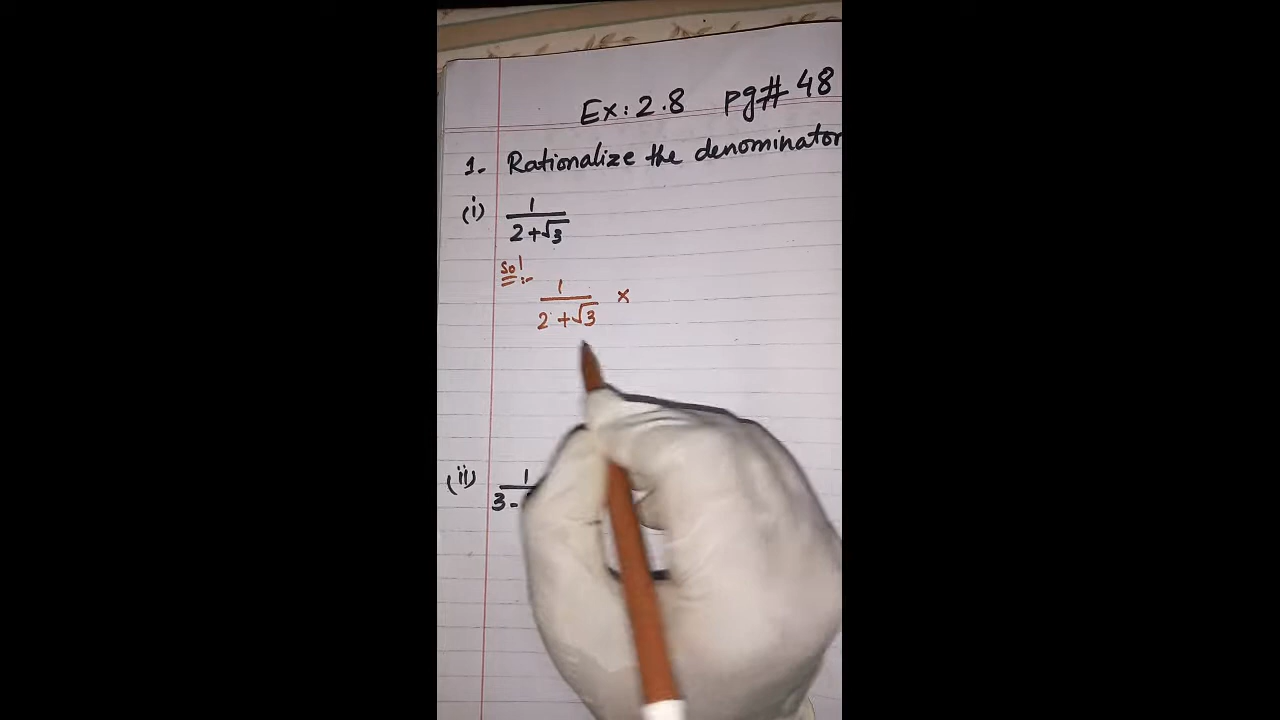 Ex: 2.8 pg# 48
1. Rationalize the denominator
(i) 1/(2+√3)
Sol:-
1/(2+√3) ×
(ii) 1
3-